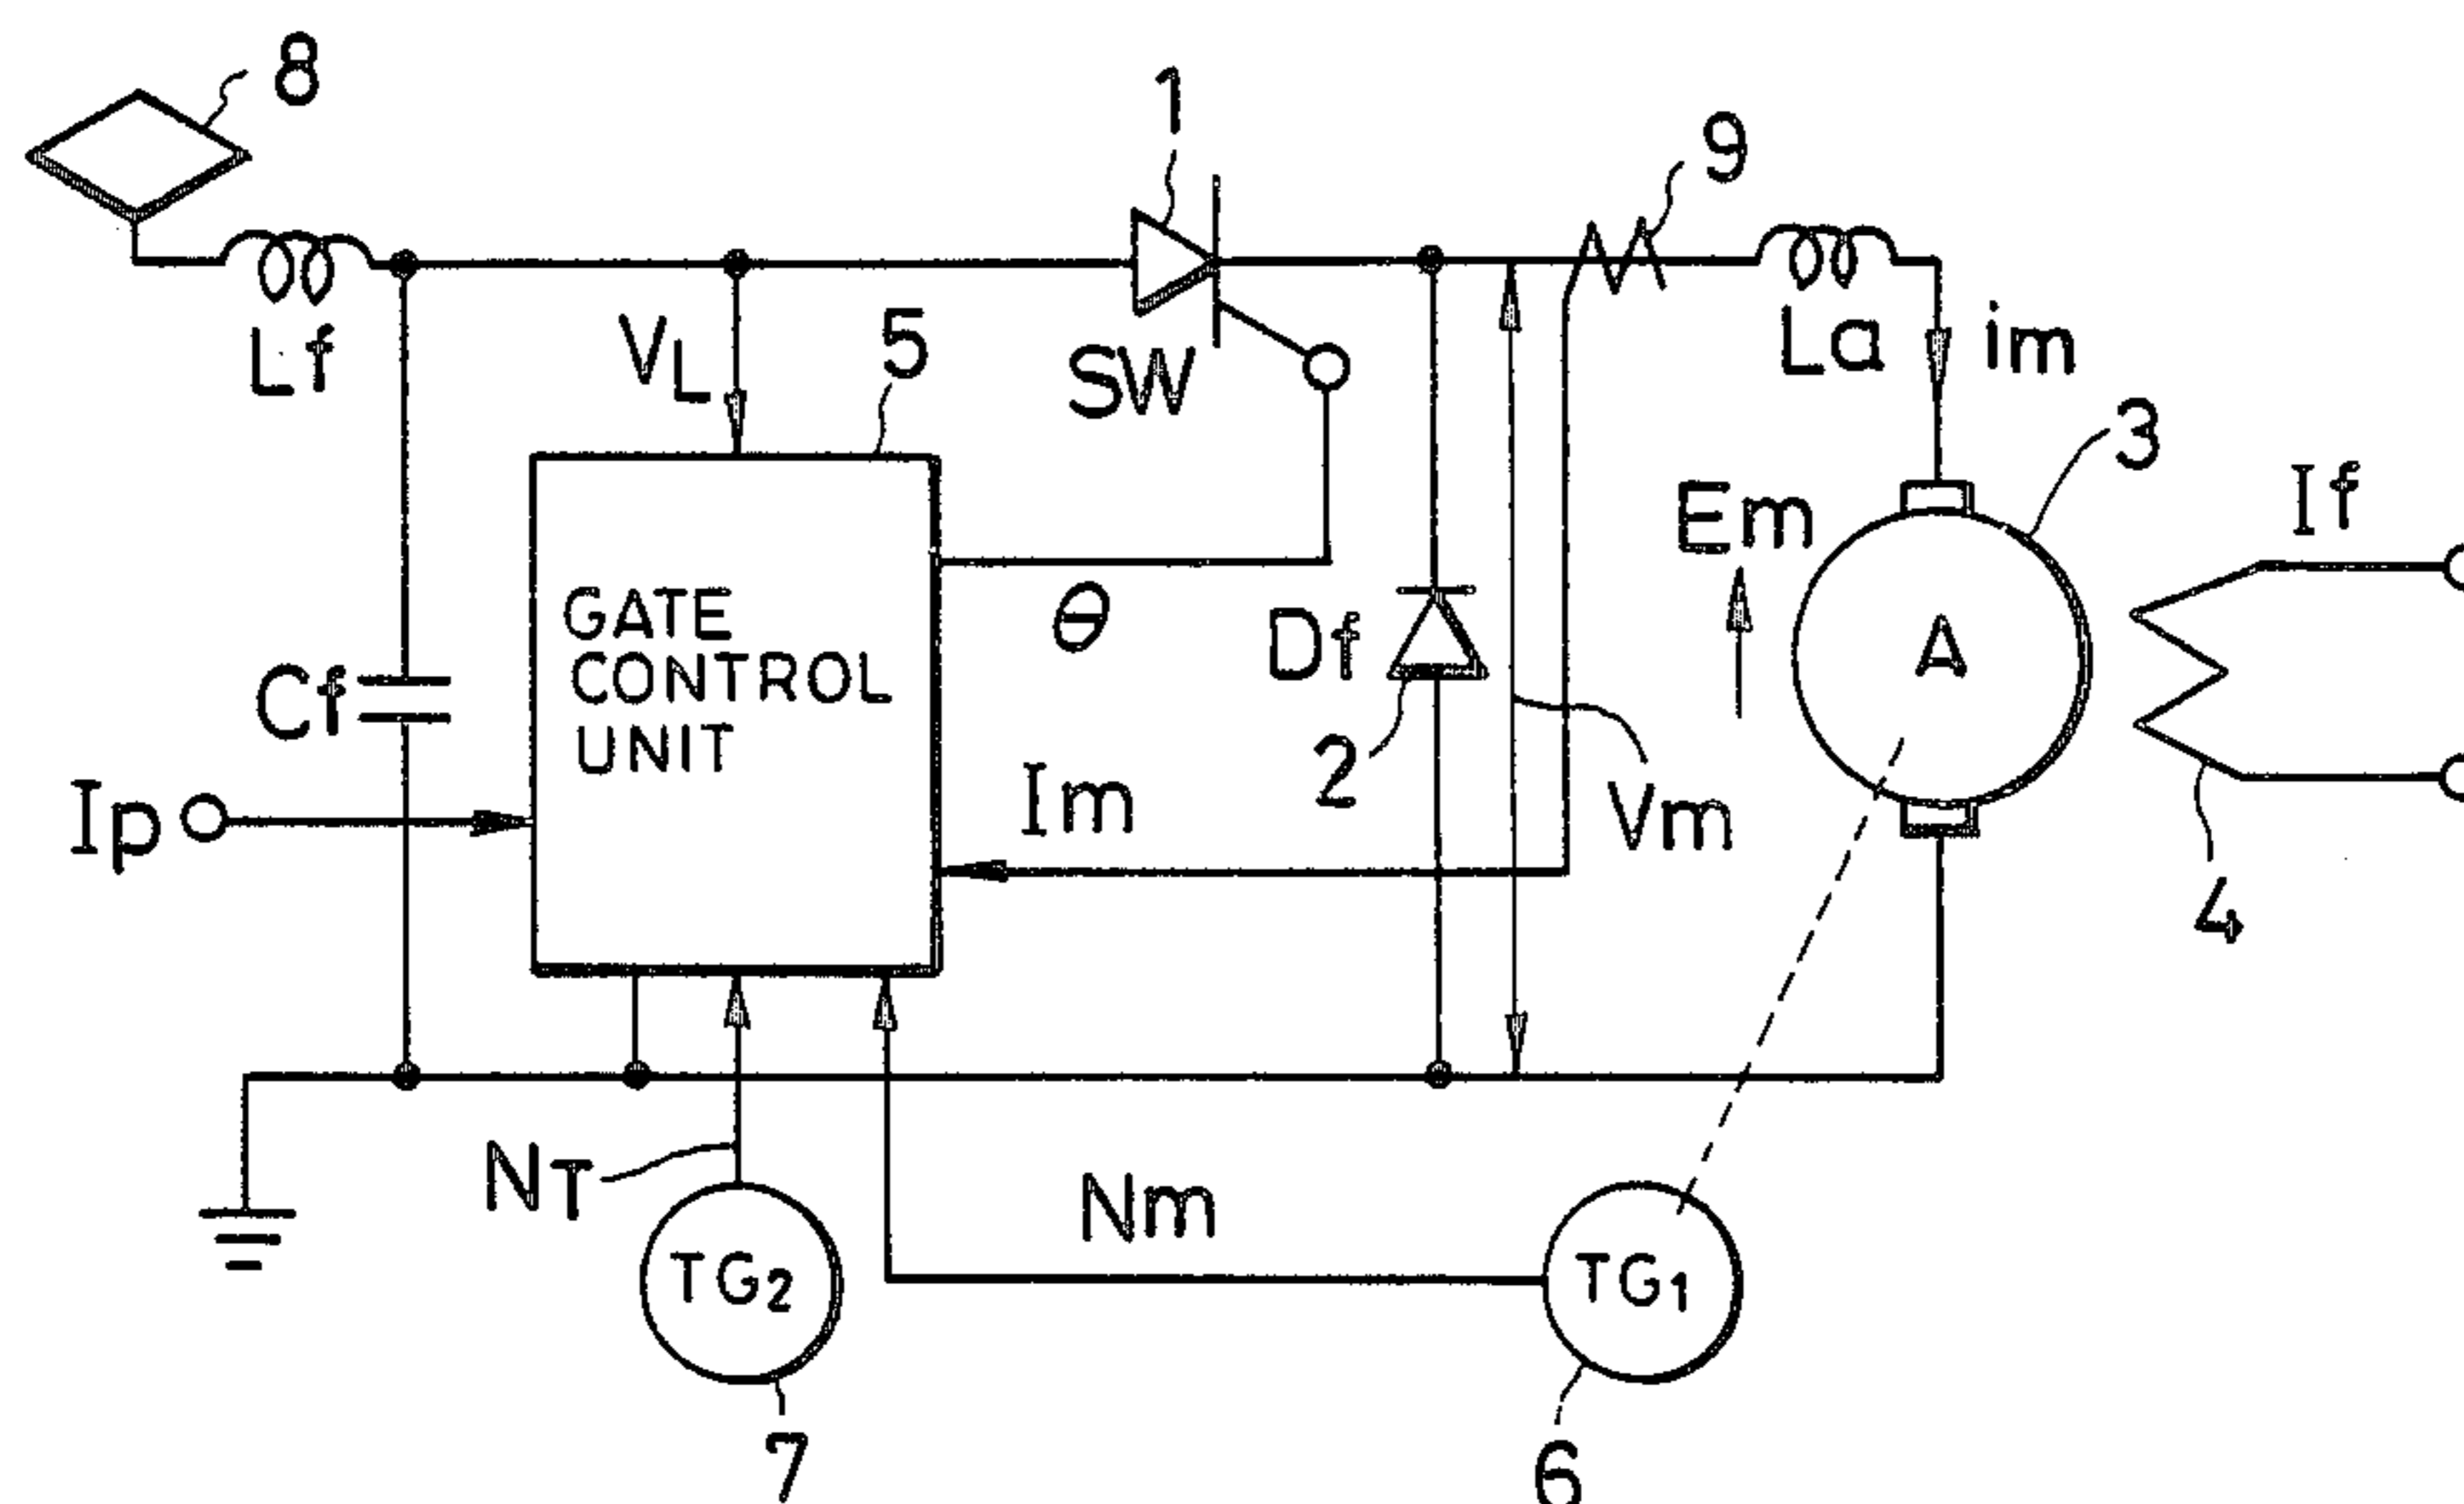 8
1
9
Lf
VL
5
SW
La
im
3
Em
If
GATE
CONTROL
UNIT
θ
Df
A
Cf
2
Ip
Im
Vm
4
NT
Nm
TG2
TG1
7
6